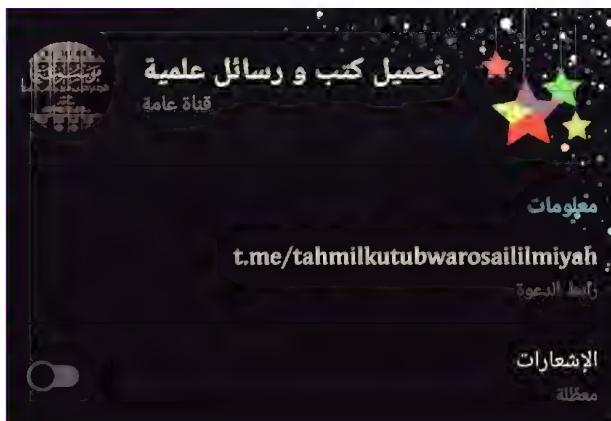 تحميل كتب و رسائل علمية
قناة عامة
معلومات
t.me/tahmilkutubwarosaililmiyah
رابط الدعوة
الإشعارات
معطلة